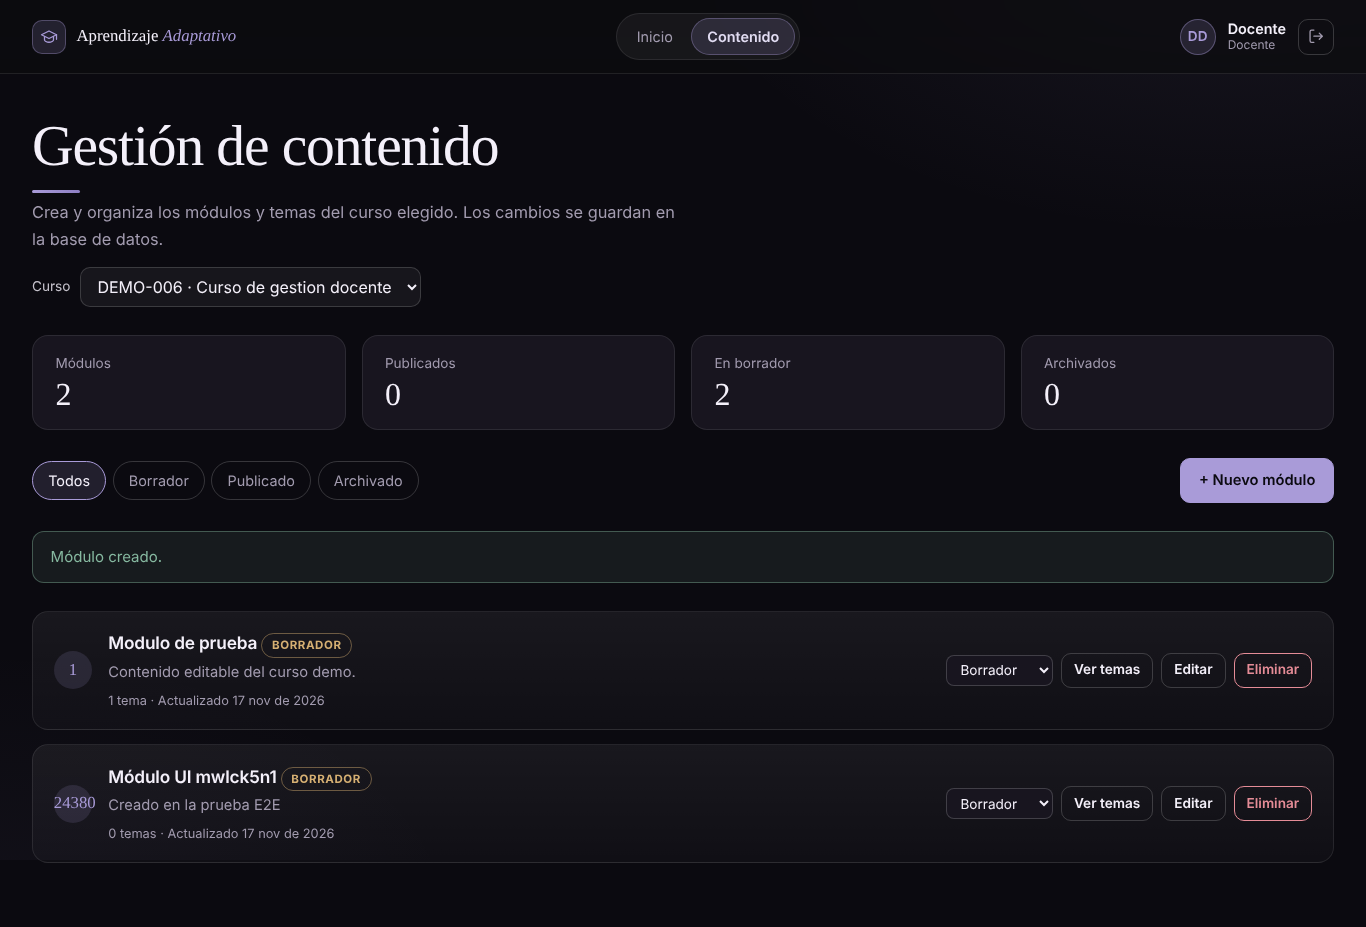 Aprendizaje Adaptativo
Inicio
Contenido
DD
Docente
Docente
Gestión de contenido
Crea y organiza los módulos y temas del curso elegido. Los cambios se guardan en
la base de datos.
Curso
DEMO-006 · Curso de gestion docente
Módulos
2
Publicados
0
En borrador
2
Archivados
0
Todos
Borrador
Publicado
Archivado
+ Nuevo módulo
Módulo creado.
1
Modulo de prueba BORRADOR
Contenido editable del curso demo.
1 tema · Actualizado 17 nov de 2026
Borrador
Ver temas
Editar
Eliminar
24380
Módulo UI mwlck5n1 BORRADOR
Creado en la prueba E2E
0 temas · Actualizado 17 nov de 2026
Borrador
Ver temas
Editar
Eliminar